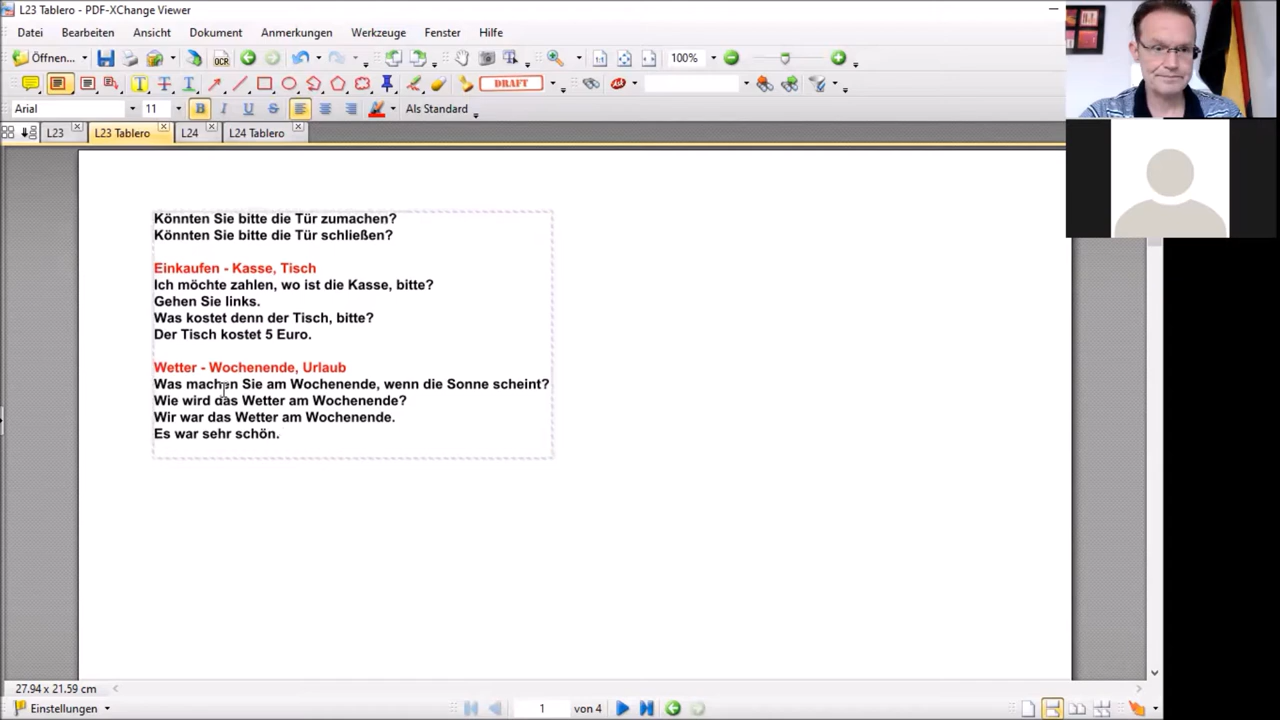 L23 Tablero - PDF-XChange Viewer
Datei Bearbeiten Ansicht Dokument Anmerkungen Werkzeuge Fenster Hilfe
Öffnen... OCR 100%
DRAFT
Arial 11 B I Als Standard
L23 L23 Tablero L24 L24 Tablero
Könnten Sie bitte die Tür zumachen?
Könnten Sie bitte die Tür schließen?
Einkaufen - Kasse, Tisch
Ich möchte zahlen, wo ist die Kasse, bitte?
Gehen Sie links.
Was kostet denn der Tisch, bitte?
Der Tisch kostet 5 Euro.
Wetter - Wochenende, Urlaub
Was machen Sie am Wochenende, wenn die Sonne scheint?
Wie wird das Wetter am Wochenende?
Wir war das Wetter am Wochenende.
Es war sehr schön.
27.94 x 21.59 cm
Einstellungen 1 von 4